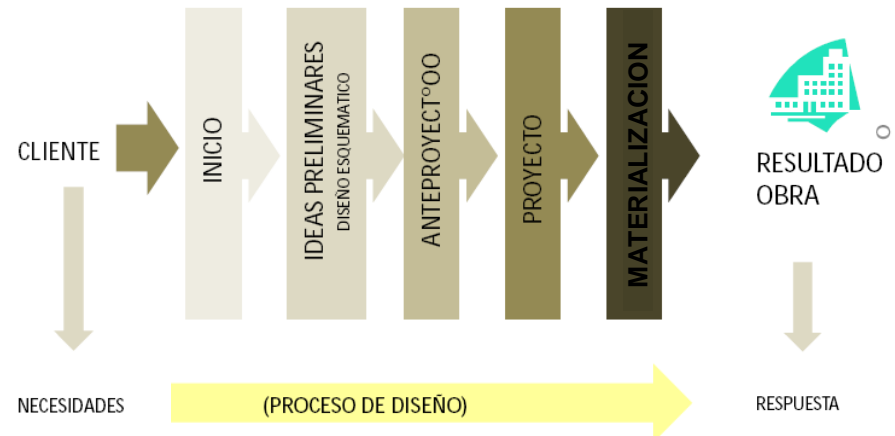 CLIENTE
INICIO
IDEAS PRELIMINARES
DISEÑO ESQUEMATICO
ANTEPROYECT°OO
PROYECTO
MATERIALIZACION
RESULTADO
OBRA
NECESIDADES
(PROCESO DE DISEÑO)
RESPUESTA